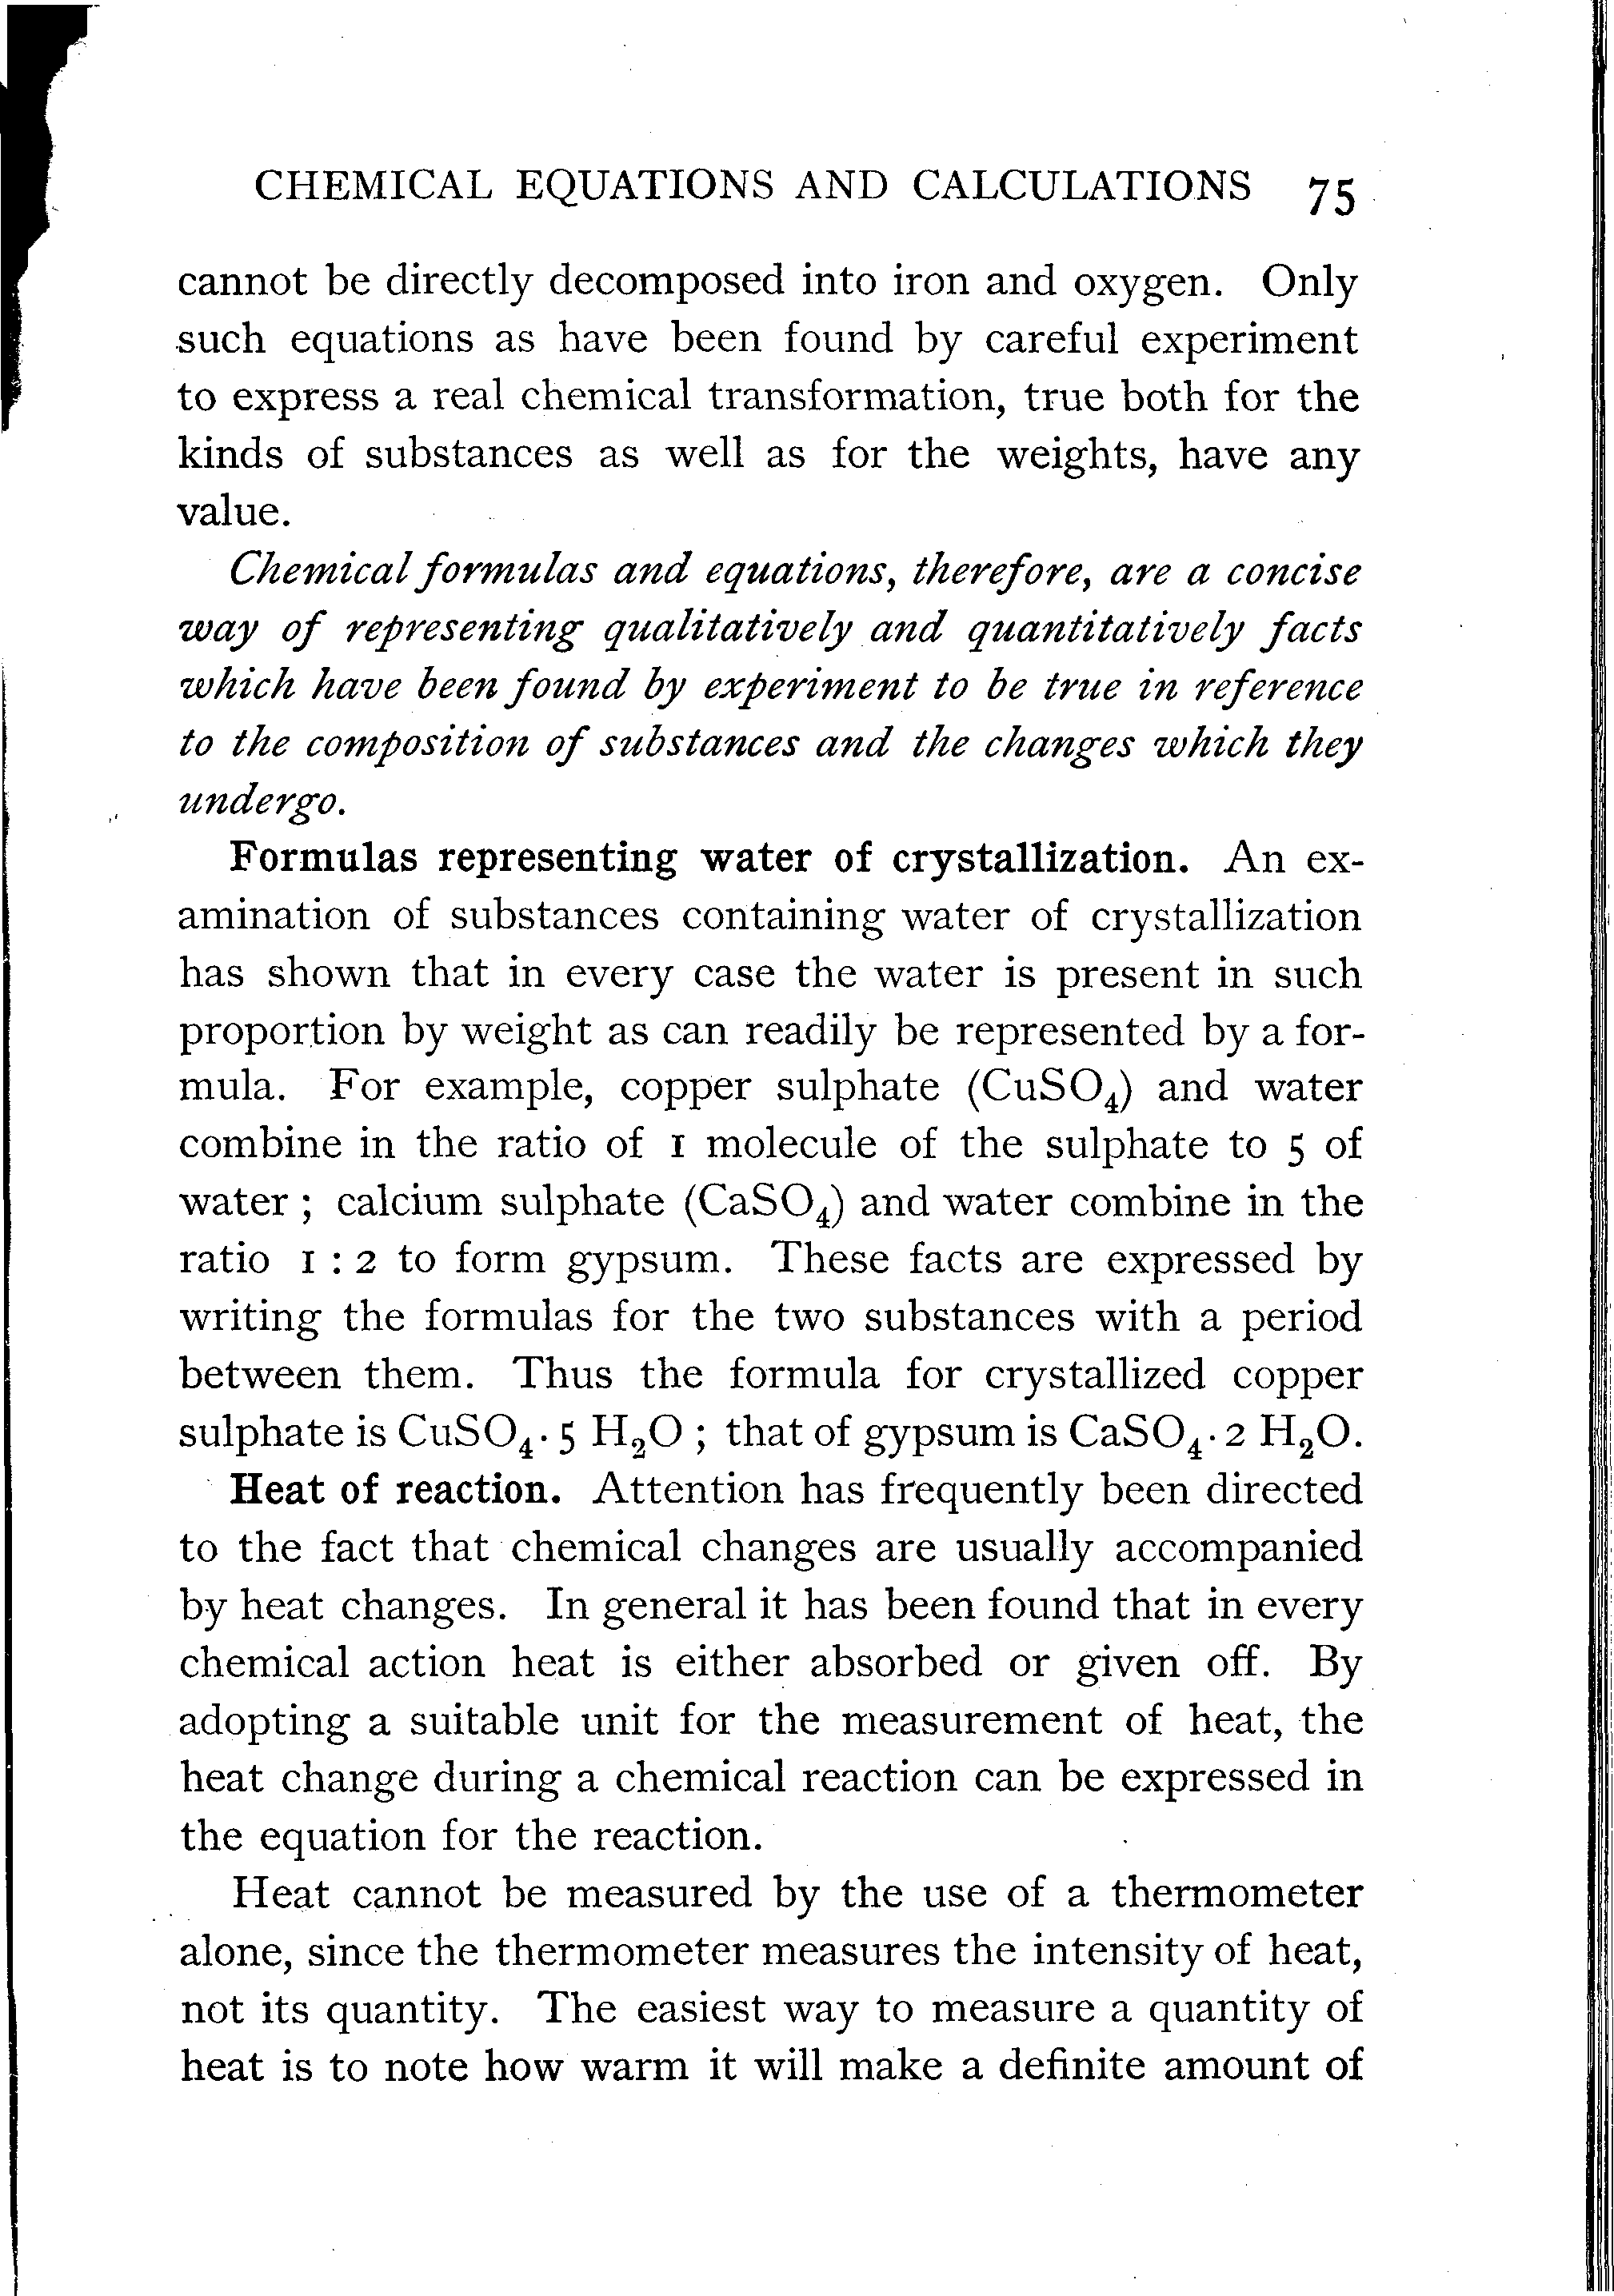 CHEMICAL EQUATIONS AND CALCULATIONS 75
cannot be directly decomposed into iron and oxygen. Only
such equations as have been found by careful experiment
to express a real chemical transformation, true both for the
kinds of substances as well as for the weights, have any
value.
Chemical formulas and equations, therefore, are a concise
way of representing qualitatively and quantitatively facts
which have been found by experiment to be true in reference
to the composition of substances and the changes which they
undergo.
Formulas representing water of crystallization. An ex-
amination of substances containing water of crystallization
has shown that in every case the water is present in such
proportion by weight as can readily be represented by a for-
mula. For example, copper sulphate (CuSO₄) and water
combine in the ratio of 1 molecule of the sulphate to 5 of
water ; calcium sulphate (CaSO₄) and water combine in the
ratio 1 : 2 to form gypsum. These facts are expressed by
writing the formulas for the two substances with a period
between them. Thus the formula for crystallized copper
sulphate is CuSO₄ · 5 H₂O ; that of gypsum is CaSO₄ · 2 H₂O.
Heat of reaction. Attention has frequently been directed
to the fact that chemical changes are usually accompanied
by heat changes. In general it has been found that in every
chemical action heat is either absorbed or given off. By
adopting a suitable unit for the measurement of heat, the
heat change during a chemical reaction can be expressed in
the equation for the reaction.
Heat cannot be measured by the use of a thermometer
alone, since the thermometer measures the intensity of heat,
not its quantity. The easiest way to measure a quantity of
heat is to note how warm it will make a definite amount of